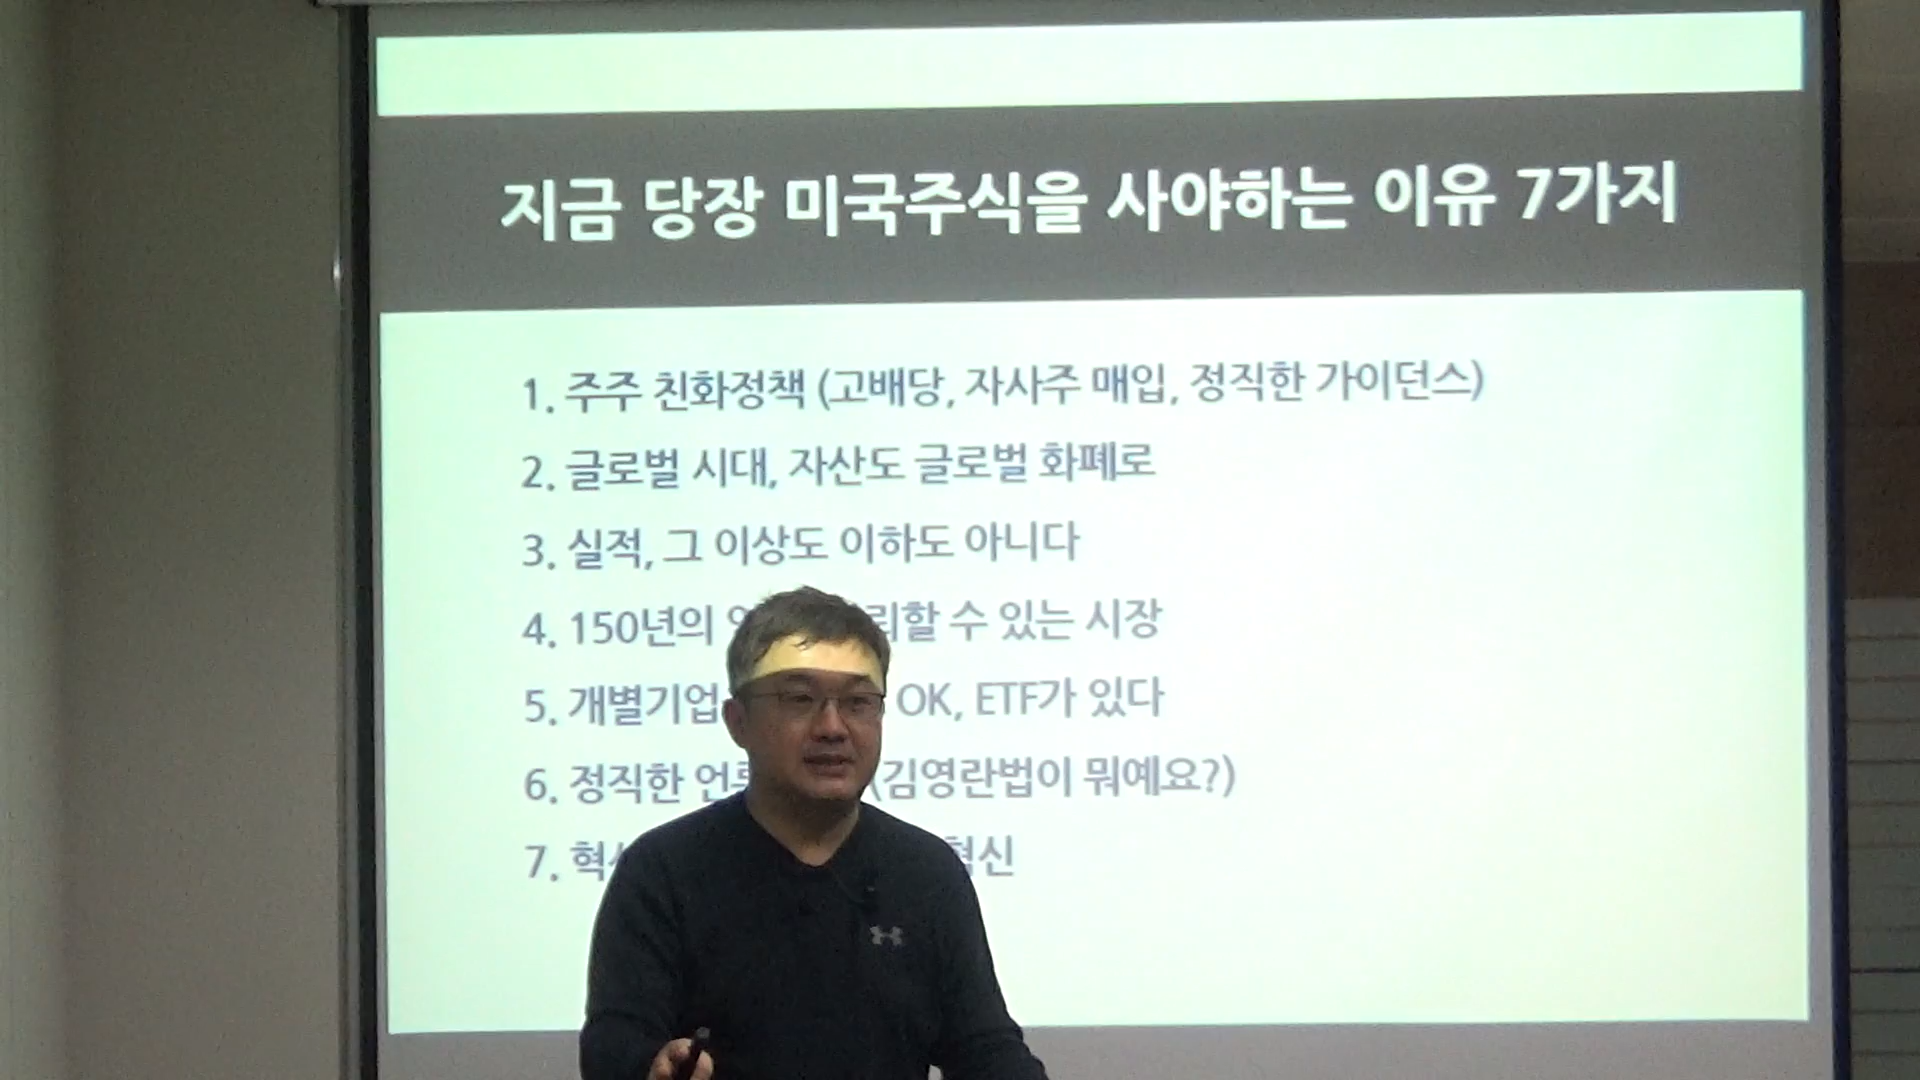 지금 당장 미국주식을 사야하는 이유 7가지
1. 주주 친화정책 (고배당, 자사주 매입, 정직한 가이던스)
2. 글로벌 시대, 자산도 글로벌 화폐로
3. 실적, 그 이상도 이하도 아니다
4. 150년의 수 있는 시장
5. 개별기업 OK, ETF가 있다
6. 정직한 (김영란법이 뭐예요?)
7. 혁신